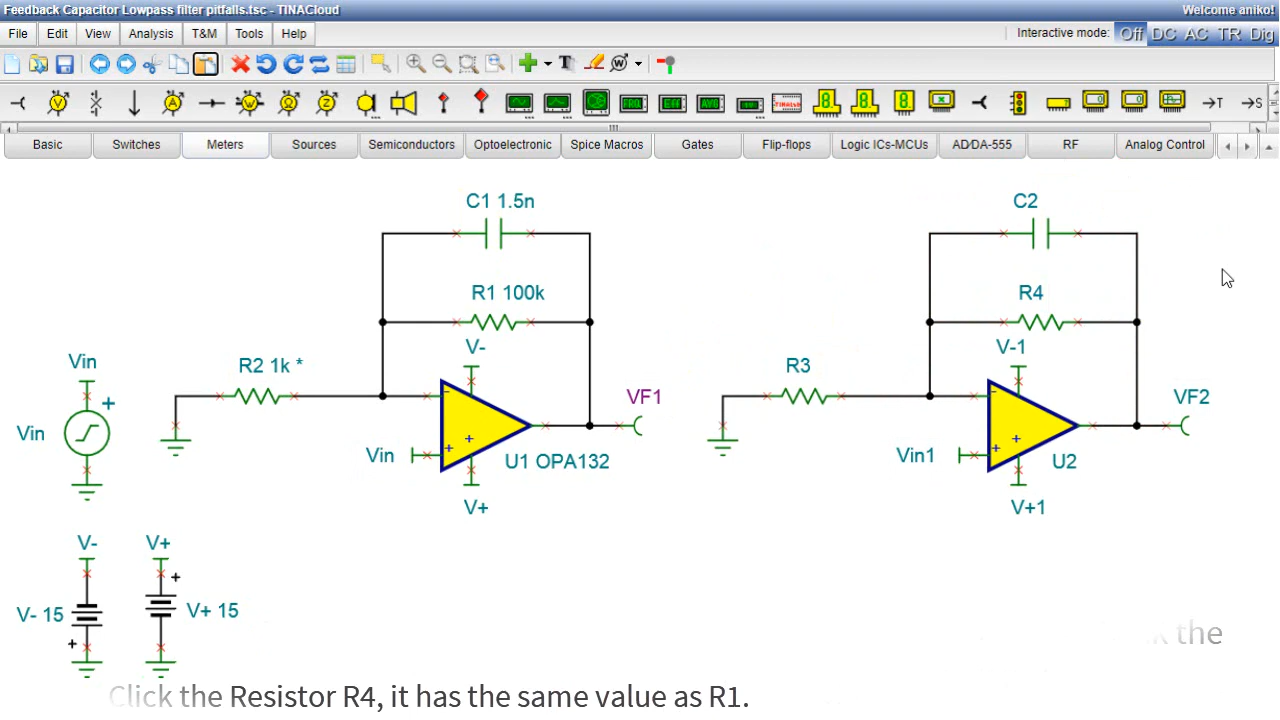 Feedback Capacitor Lowpass filter pitfalls.tsc - TINACloud
Welcome aniko!
File Edit View Analysis T&M Tools Help
Interactive mode: Off DC AC TR Dig
T W
V A W Ω Z
8 8 8
→T →S
Basic Switches Meters Sources Semiconductors Optoelectronic Spice Macros Gates Flip-flops Logic ICs-MCUs AD/DA-555 RF Analog Control
C1 1.5n
C2
R1 100k
R4
V-
V-1
Vin
R2 1k *
R3
VF1
VF2
Vin
Vin
U1 OPA132
Vin1
U2
V+
V+1
V-
V+
V- 15
V+ 15
the
Click the Resistor R4, it has the same value as R1.